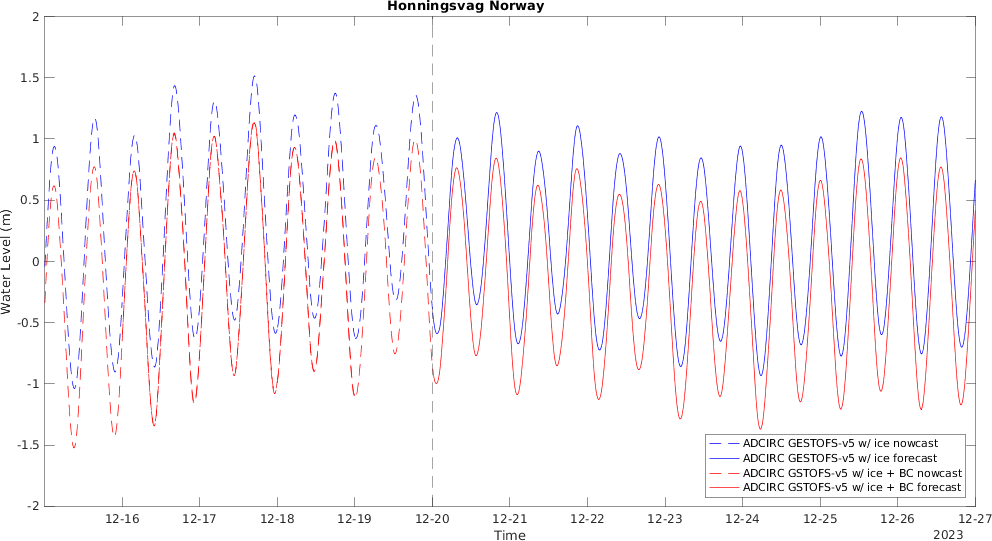 Honningsvag Norway
2
1.5
1
0.5
0
-0.5
-1
-1.5
-2
Water Level (m)
12-16 12-17 12-18 12-19 12-20 12-21 12-22 12-23 12-24 12-25 12-26 12-27
Time
2023
ADCIRC GESTOFS-v5 w/ ice nowcast
ADCIRC GESTOFS-v5 w/ ice forecast
ADCIRC GSTOFS-v5 w/ ice + BC nowcast
ADCIRC GSTOFS-v5 w/ ice + BC forecast